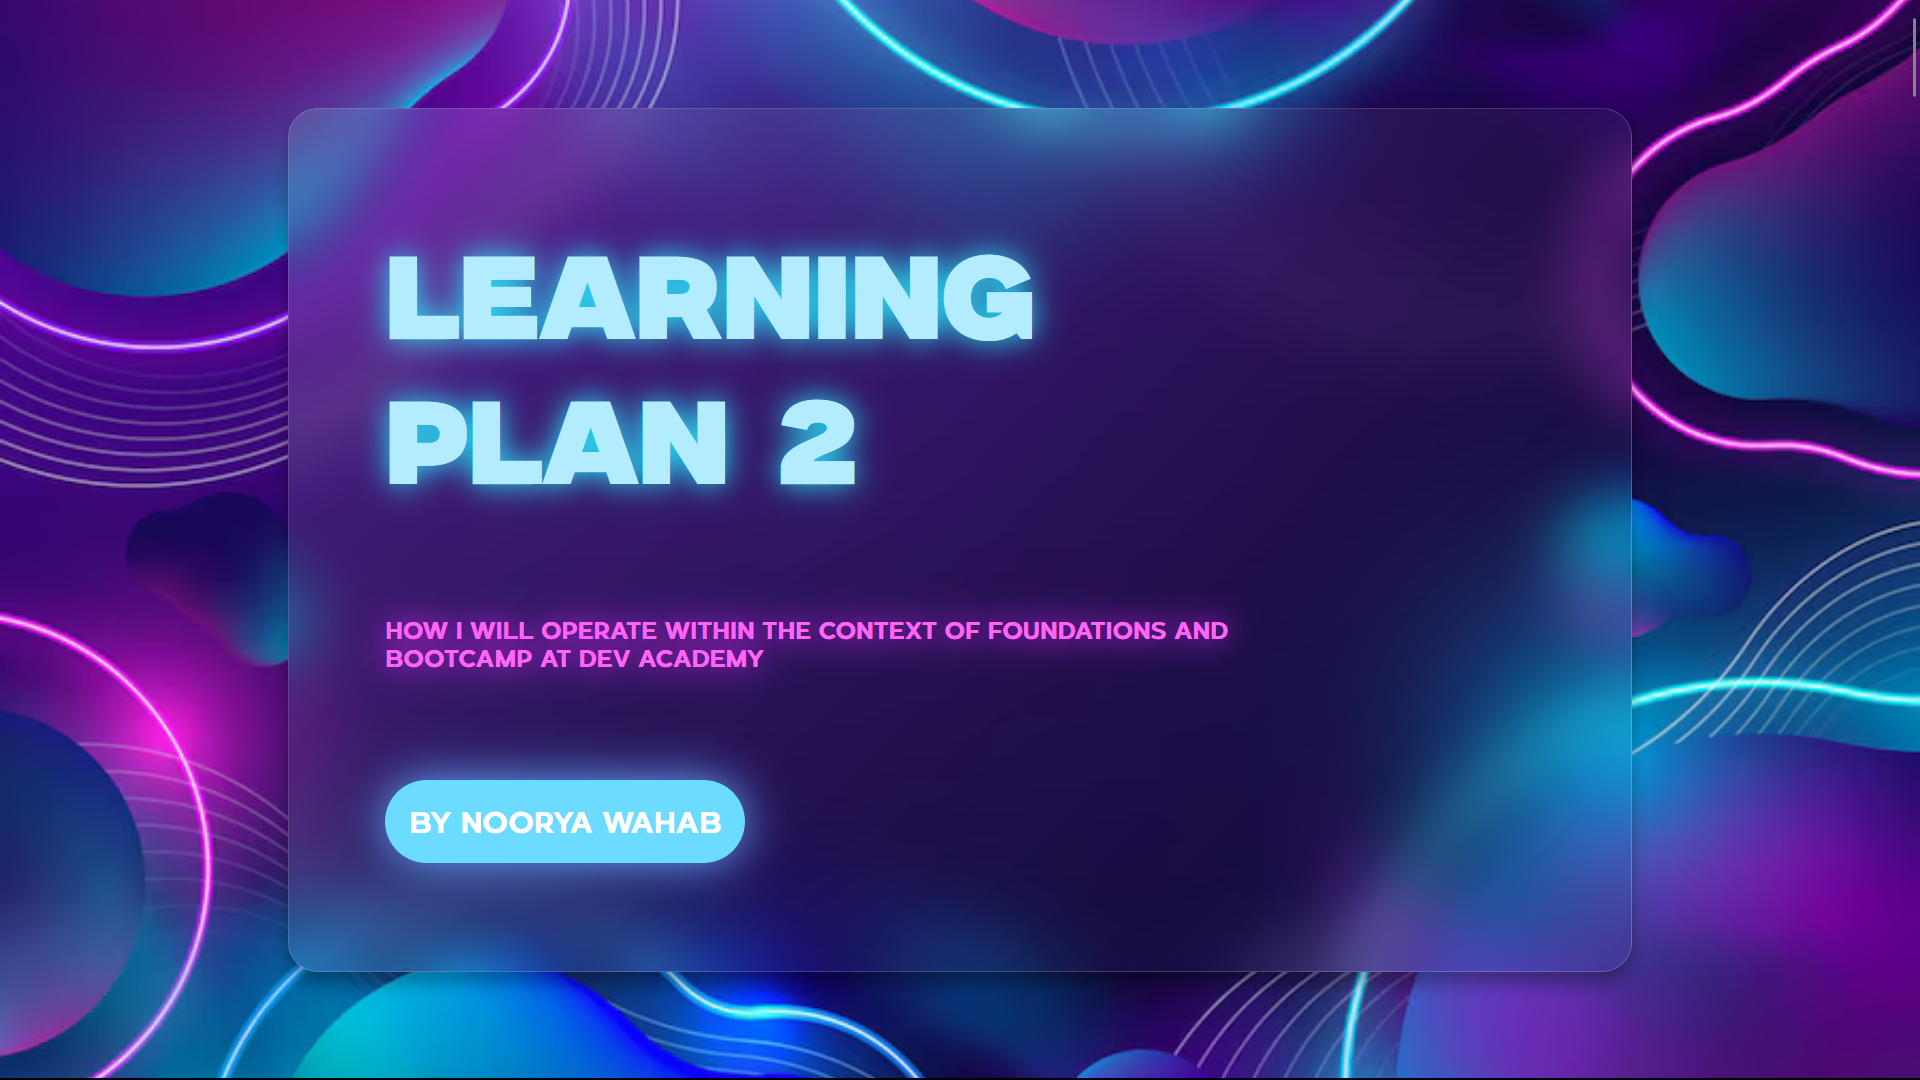 LEARNING
PLAN 2
HOW I WILL OPERATE WITHIN THE CONTEXT OF FOUNDATIONS AND
BOOTCAMP AT DEV ACADEMY
BY NOORYA WAHAB